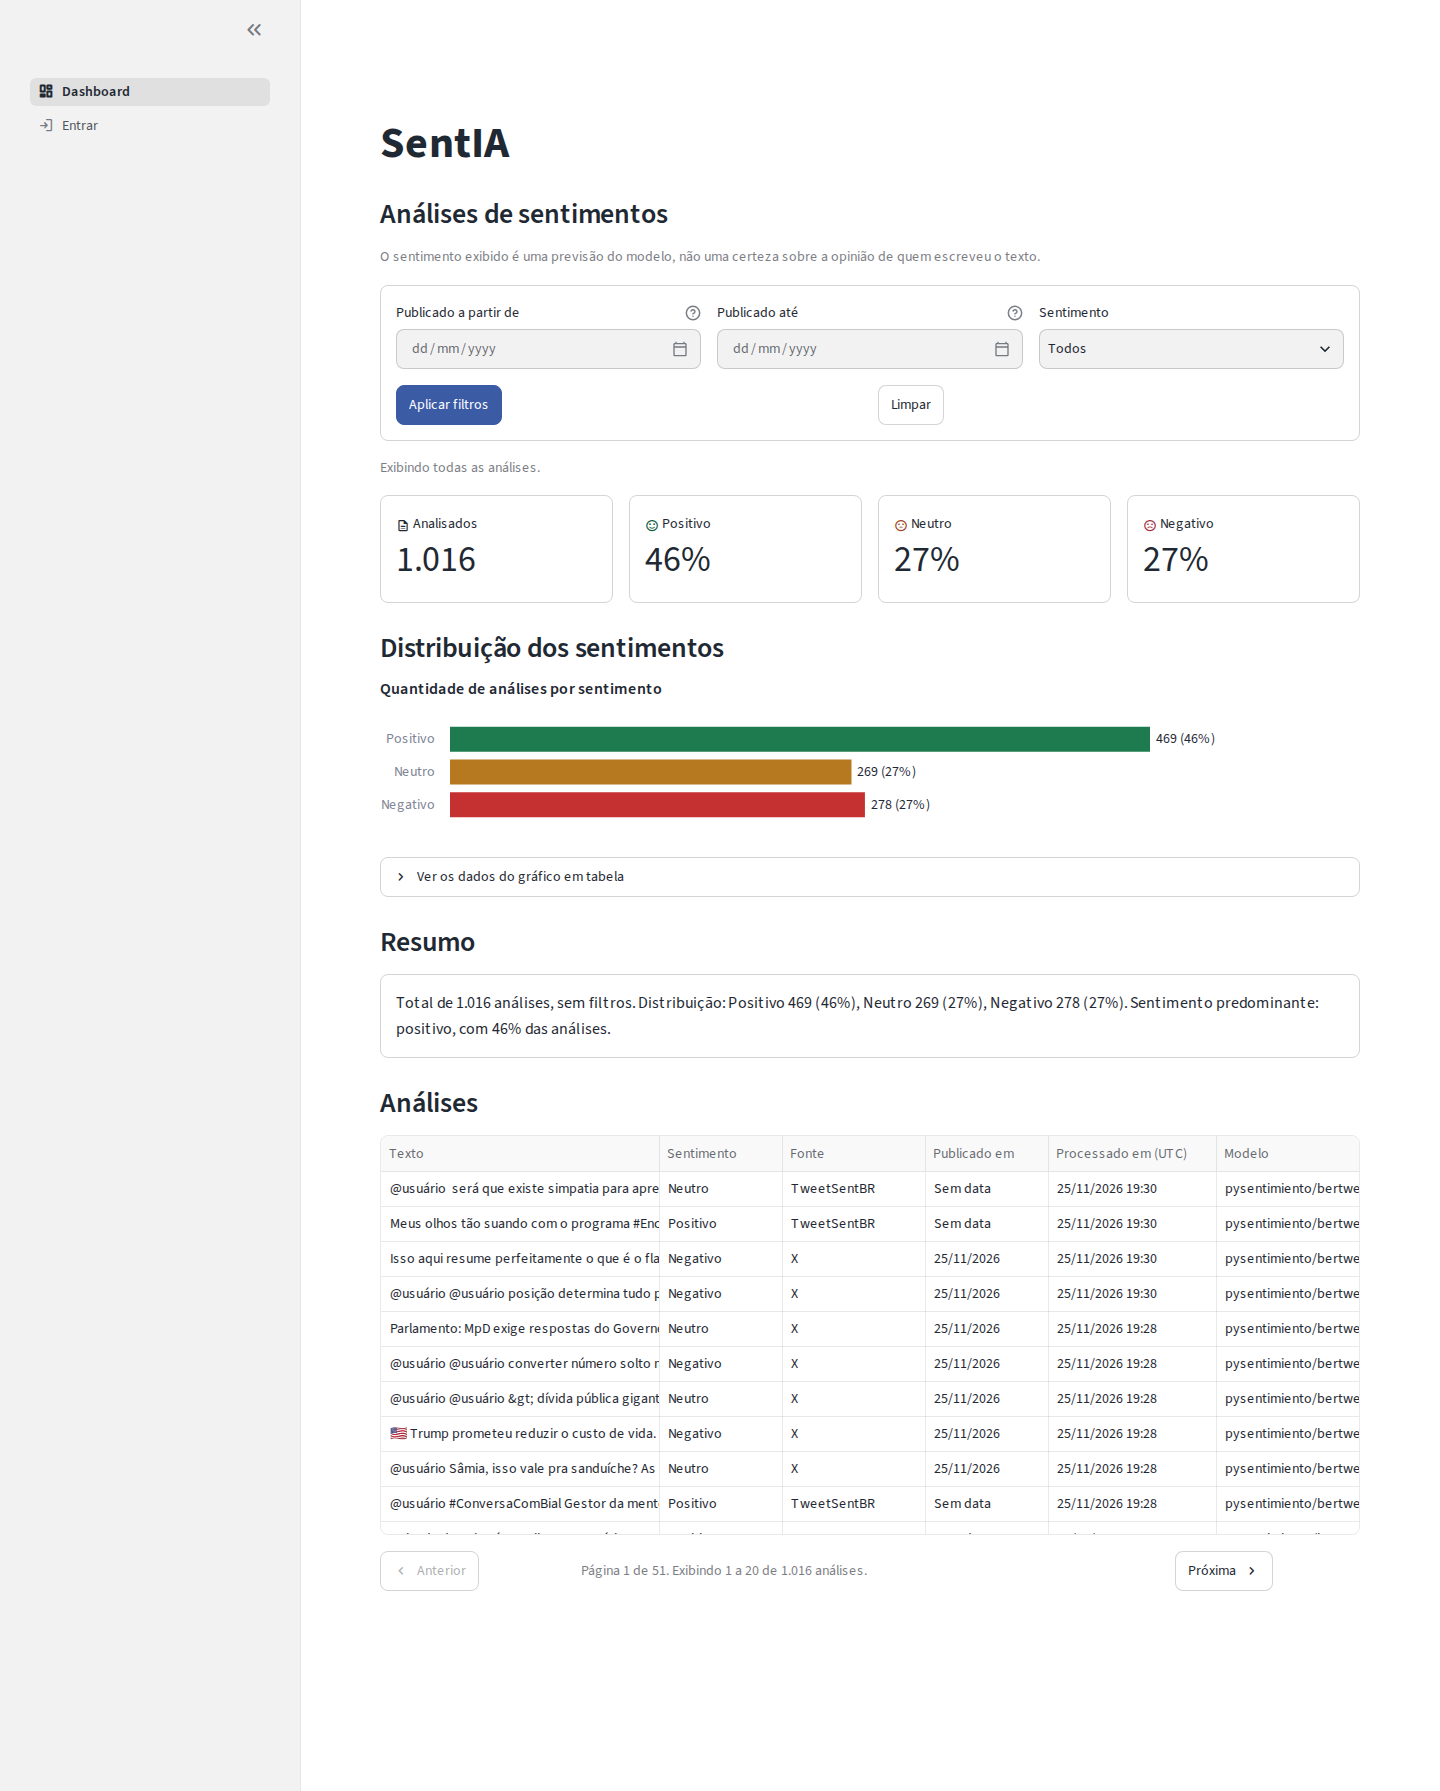 Dashboard
Entrar
SentIA
Análises de sentimentos
O sentimento exibido é uma previsão do modelo, não uma certeza sobre a opinião de quem escreveu o texto.
Publicado a partir de
Publicado até
Sentimento
dd/mm/yyyy
dd/mm/yyyy
Todos
Aplicar filtros
Limpar
Exibindo todas as análises.
Analisados
Positivo
Neutro
Negativo
1.016
46%
27%
27%
Distribuição dos sentimentos
Quantidade de análises por sentimento
Positivo 469 (46%)
Neutro 269 (27%)
Negativo 278 (27%)
Ver os dados do gráfico em tabela
Resumo
Total de 1.016 análises, sem filtros. Distribuição: Positivo 469 (46%), Neutro 269 (27%), Negativo 278 (27%). Sentimento predominante:
positivo, com 46% das análises.
Análises
Texto Sentimento Fonte Publicado em Processado em (UTC) Modelo
@usuário será que existe simpatia para apre Neutro TweetSentBR Sem data 25/11/2026 19:30 pysentimiento/bertwe
Meus olhos tão suando com o programa #Enc Positivo TweetSentBR Sem data 25/11/2026 19:30 pysentimiento/bertwe
Isso aqui resume perfeitamente o que é o fla Negativo X 25/11/2026 25/11/2026 19:30 pysentimiento/bertwe
@usuário @usuário posição determina tudo p Negativo X 25/11/2026 25/11/2026 19:30 pysentimiento/bertwe
Parlamento: MpD exige respostas do Governo Neutro X 25/11/2026 25/11/2026 19:28 pysentimiento/bertwe
@usuário @usuário converter número solto Negativo X 25/11/2026 25/11/2026 19:28 pysentimiento/bertwe
@usuário @usuário &gt; dívida pública gigant Neutro X 25/11/2026 25/11/2026 19:28 pysentimiento/bertwe
🇺🇸 Trump prometeu reduzir o custo de vida. Negativo X 25/11/2026 25/11/2026 19:28 pysentimiento/bertwe
@usuário Sâmia, isso vale pra sanduíche? As Neutro X 25/11/2026 25/11/2026 19:28 pysentimiento/bertwe
@usuário #ConversaComBial Gestor da ment Positivo TweetSentBR Sem data 25/11/2026 19:28 pysentimiento/bertwe
Anterior
Página 1 de 51. Exibindo 1 a 20 de 1.016 análises.
Próxima